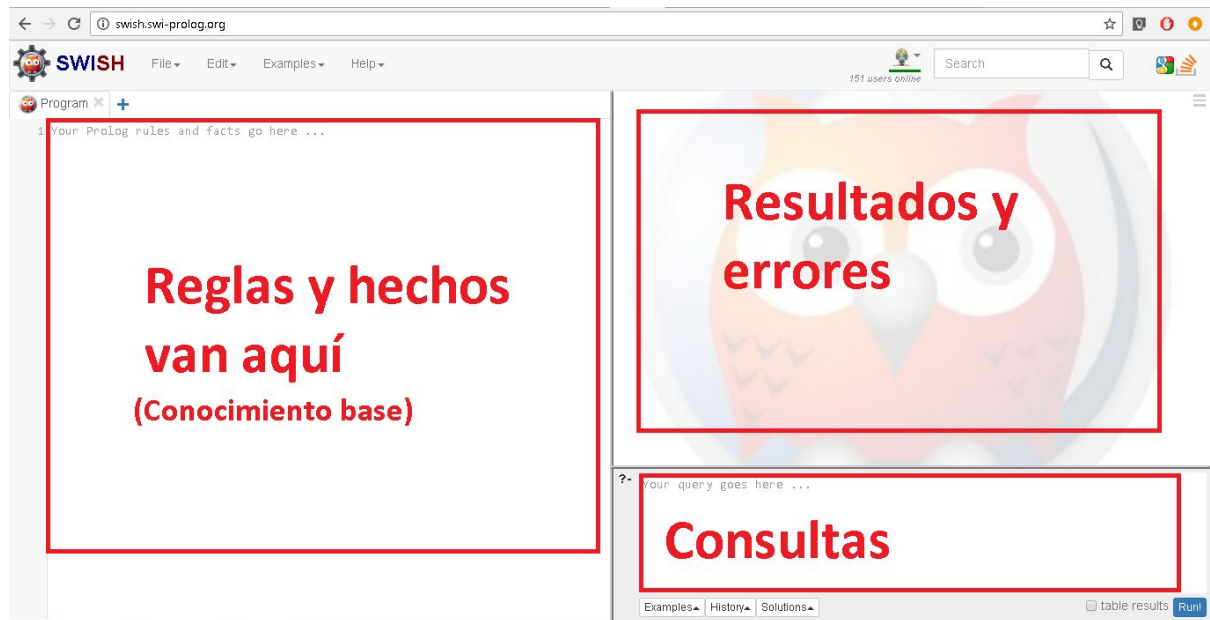 swish.swi-prolog.org
SWISH File Edit Examples Help
151 users online
Search
Program
1 Your Prolog rules and facts go here ...
Reglas y hechos
van aquí
(Conocimiento base)
Resultados y
errores
?- Your query goes here ...
Consultas
Examples History Solutions table results Run!